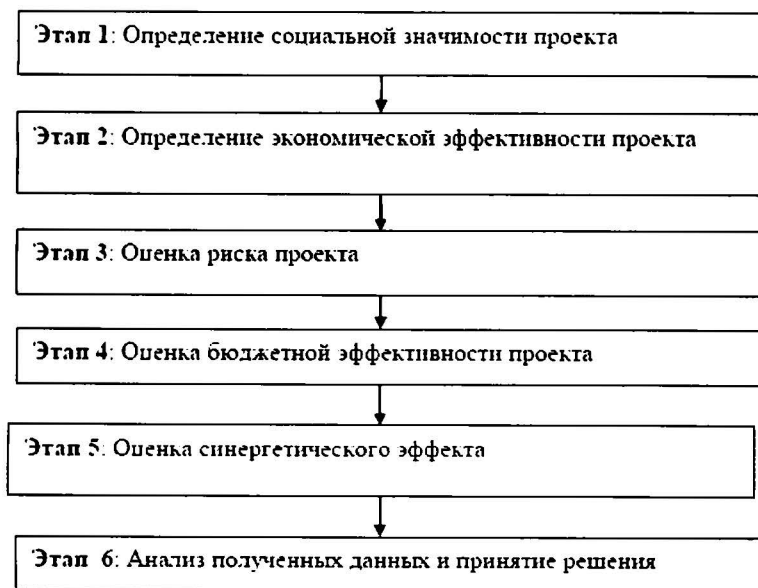 Этап 1: Определение социальной значимости проекта
Этап 2: Определение экономической эффективности проекта
Этап 3: Оценка риска проекта
Этап 4: Оценка бюджетной эффективности проекта
Этап 5: Оценка синергетического эффекта
Этап 6: Анализ полученных данных и принятие решения